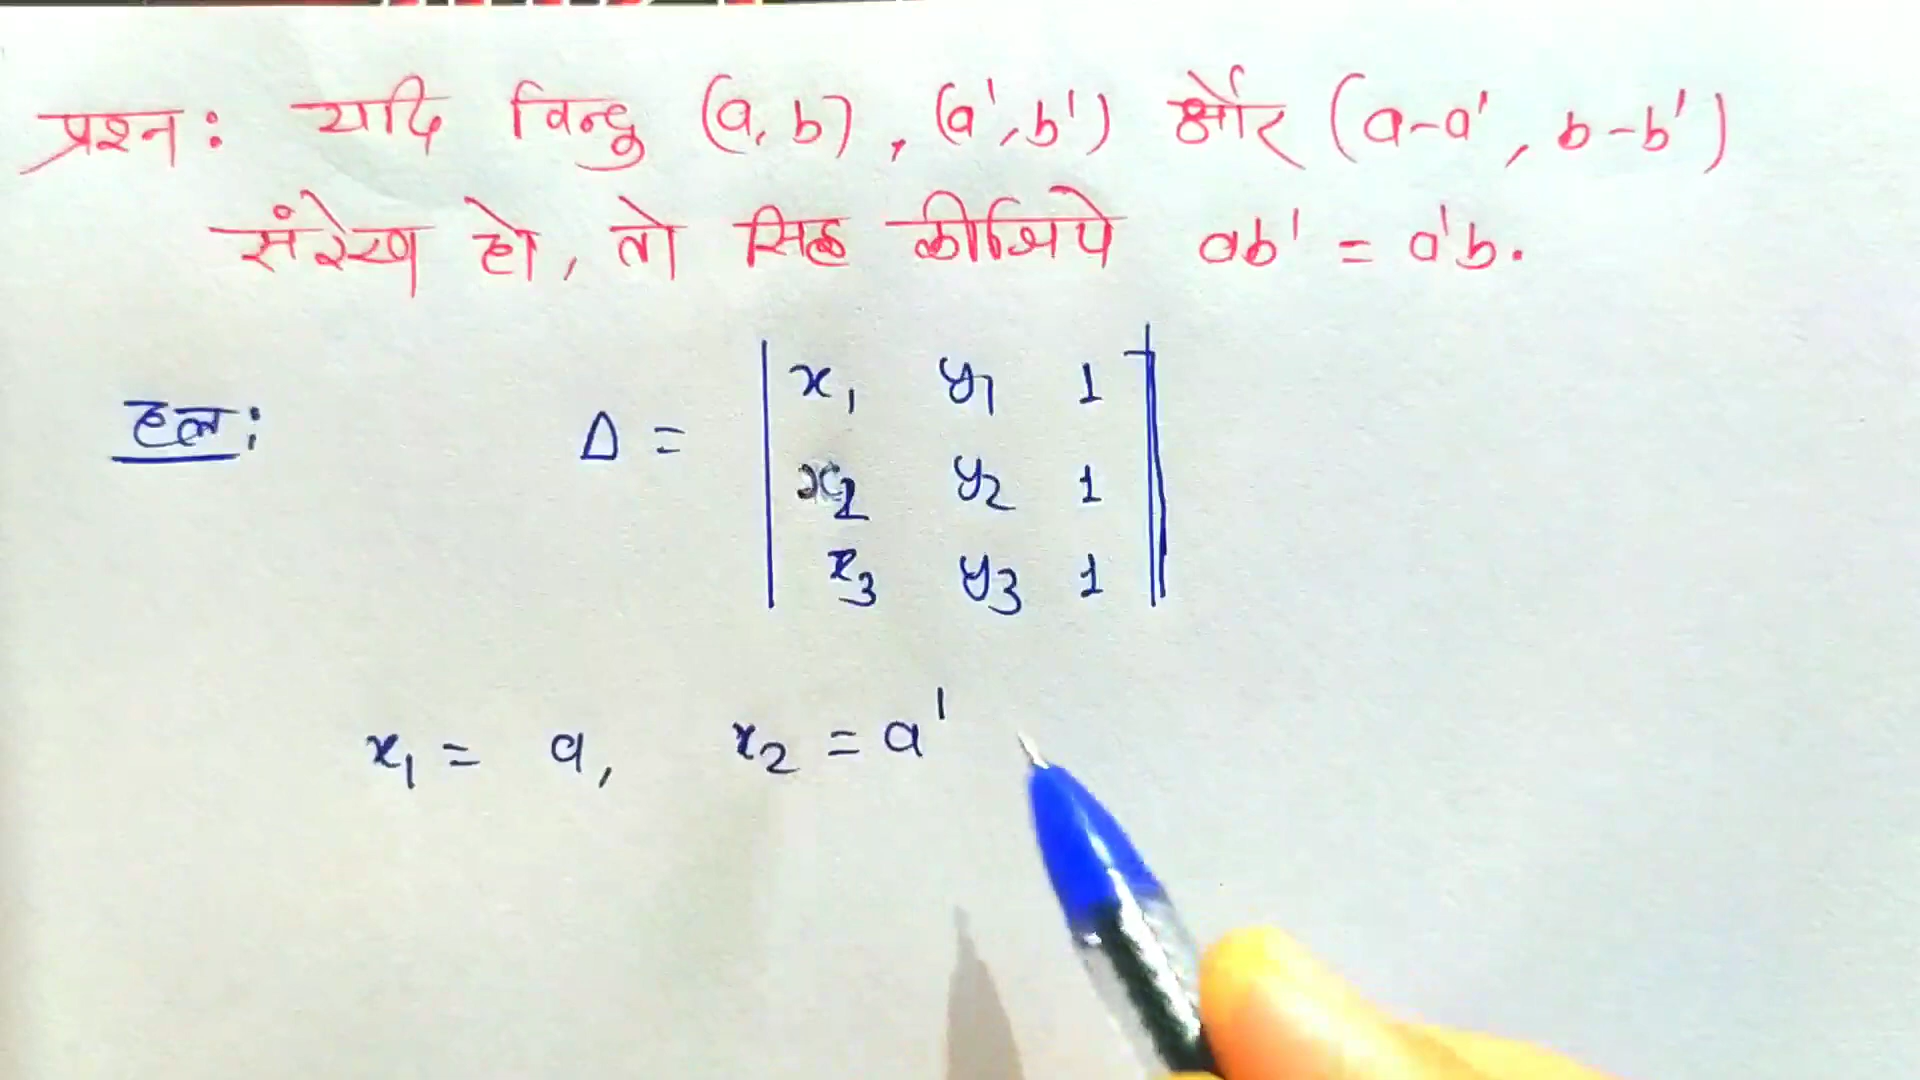 प्रश्न: यदि विन्दु (a, b), (a', b') और (a-a', b-b')
संरेख हो, तो सिद्ध कीजिये ab' = a'b.
हल:
Δ =
x₁ y₁ 1
x₂ y₂ 1
x₃ y₃ 1
x₁ = a, x₂ = a'